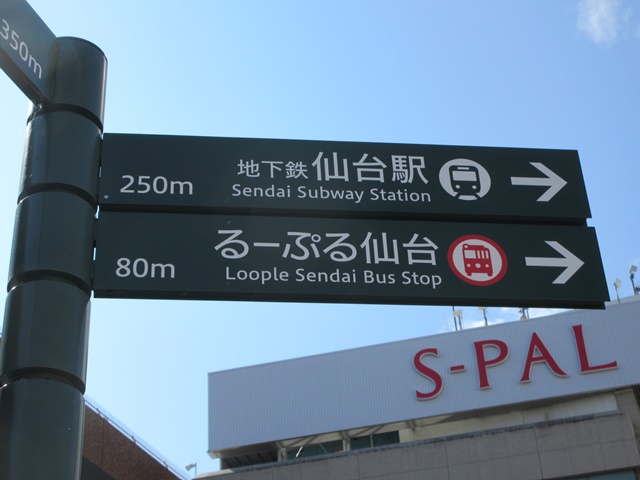 350m
250m 地下鉄仙台駅
Sendai Subway Station
80m るーぷる仙台
Loople Sendai Bus Stop
S-PAL